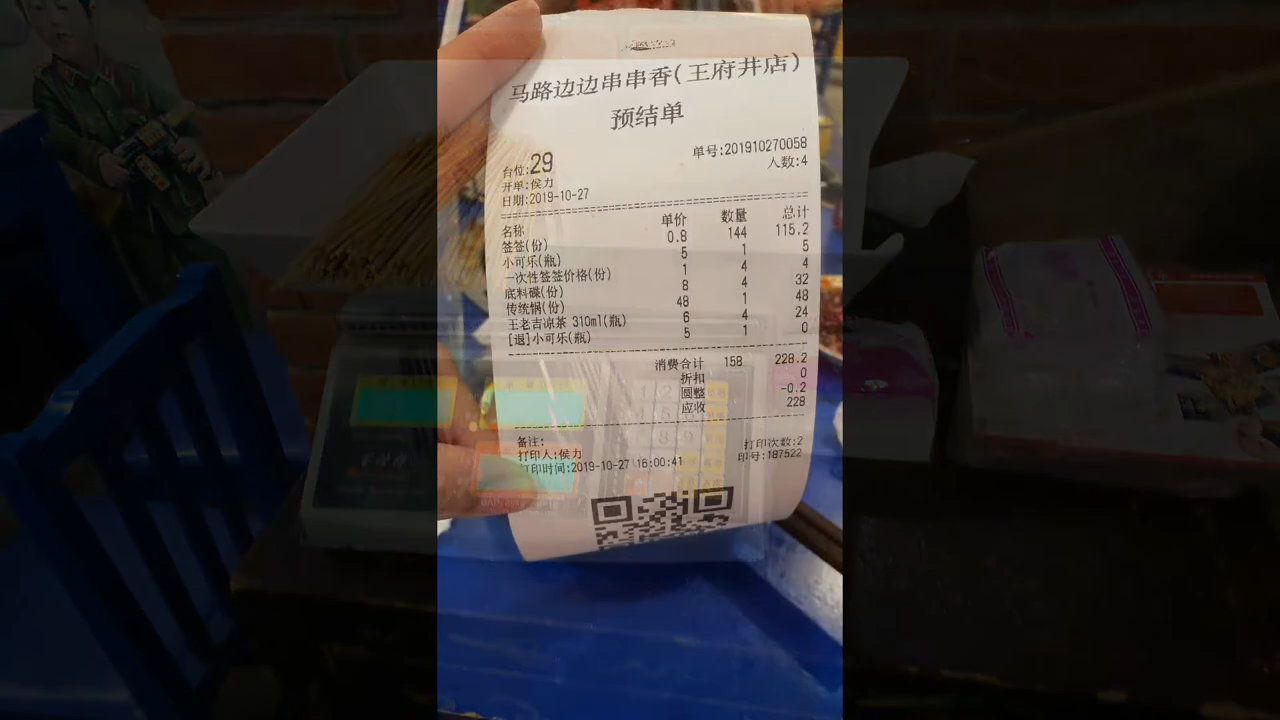 马路边边串串香(王府井店)
预结单
单号:201910270058
台位:29 人数:4
开单:侯力
日期:2019-10-27
名称 单价 数量 总计
签签(份) 0.8 144 115.2
小可乐(瓶) 5 1 5
一次性签签价格(份) 1 4 4
底料碟(份) 8 4 32
传统锅(份) 48 1 48
王老吉凉茶 310ml(瓶) 6 4 24
[退]小可乐(瓶) 5 1 0
消费合计 158 228.2
折扣 0
圆整 -0.2
应收 228
备注:
打印人:侯力 打印次数:2
打印时间:2019-10-27 16:00:41 印号:187522